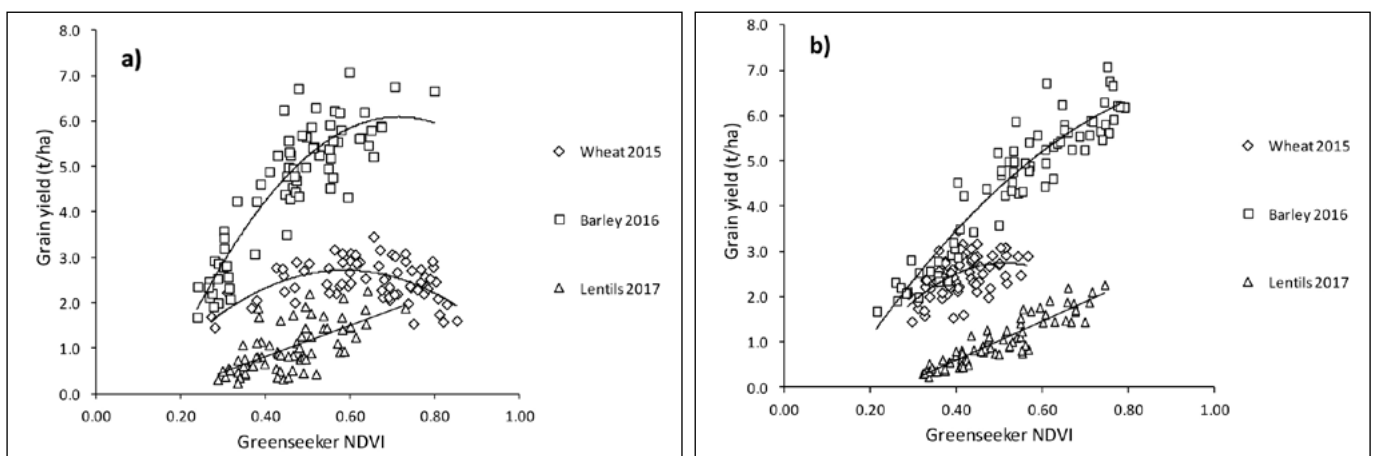 a)
Grain yield (t/ha)
8.0
7.0
6.0
5.0
4.0
3.0
2.0
1.0
0.0
0.00 0.20 0.40 0.60 0.80 1.00
Greenseeker NDVI
Wheat 2015
Barley 2016
Lentils 2017
b)
Grain yield (t/ha)
8.0
7.0
6.0
5.0
4.0
3.0
2.0
1.0
0.0
0.00 0.20 0.40 0.60 0.80 1.00
Greenseeker NDVI
Wheat 2015
Barley 2016
Lentils 2017